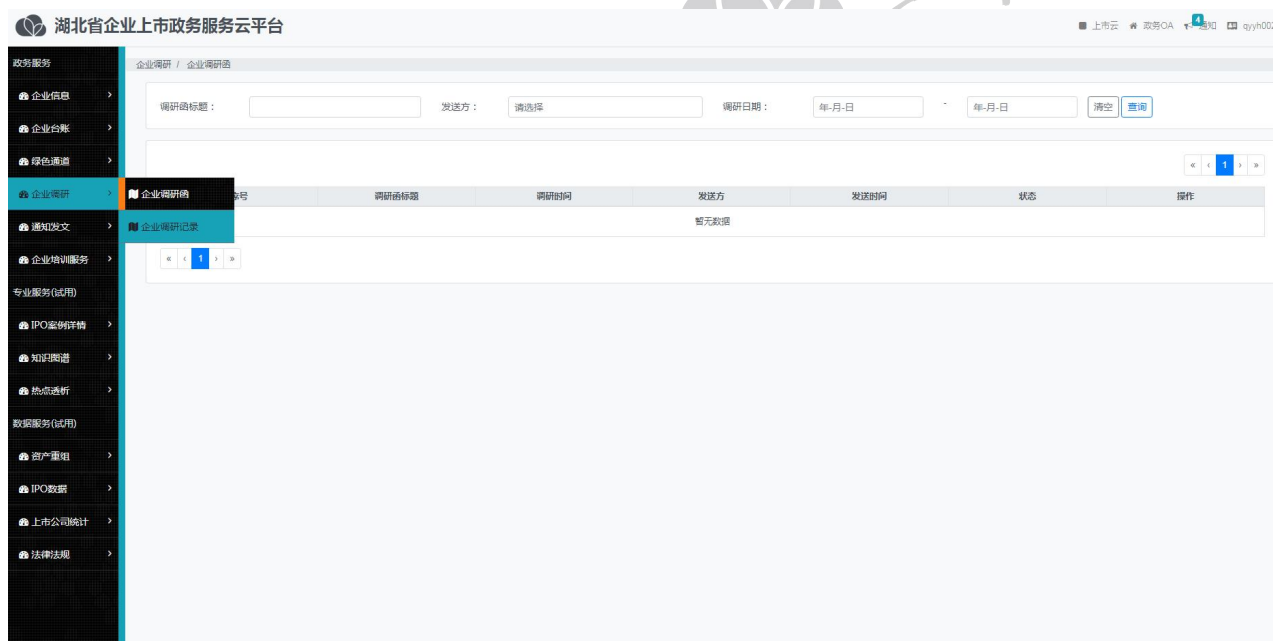 湖北省企业上市政务服务云平台
上市云 政务OA 通知 4 qyyh002
政务服务
企业调研 / 企业调研函
企业信息
调研函标题：
发送方： 请选择
调研日期： 年-月-日 - 年-月-日 清空 查询
企业台账
绿色通道
« ‹ 1 › »
企业调研
企业调研函
序号 调研函标题 调研时间 发送方 发送时间 状态 操作
通知发文
企业调研记录
暂无数据
企业培训服务
« ‹ 1 › »
专业服务(试用)
IPO案例详情
知识图谱
热点透析
数据服务(试用)
资产重组
IPO数据
上市公司统计
法律法规